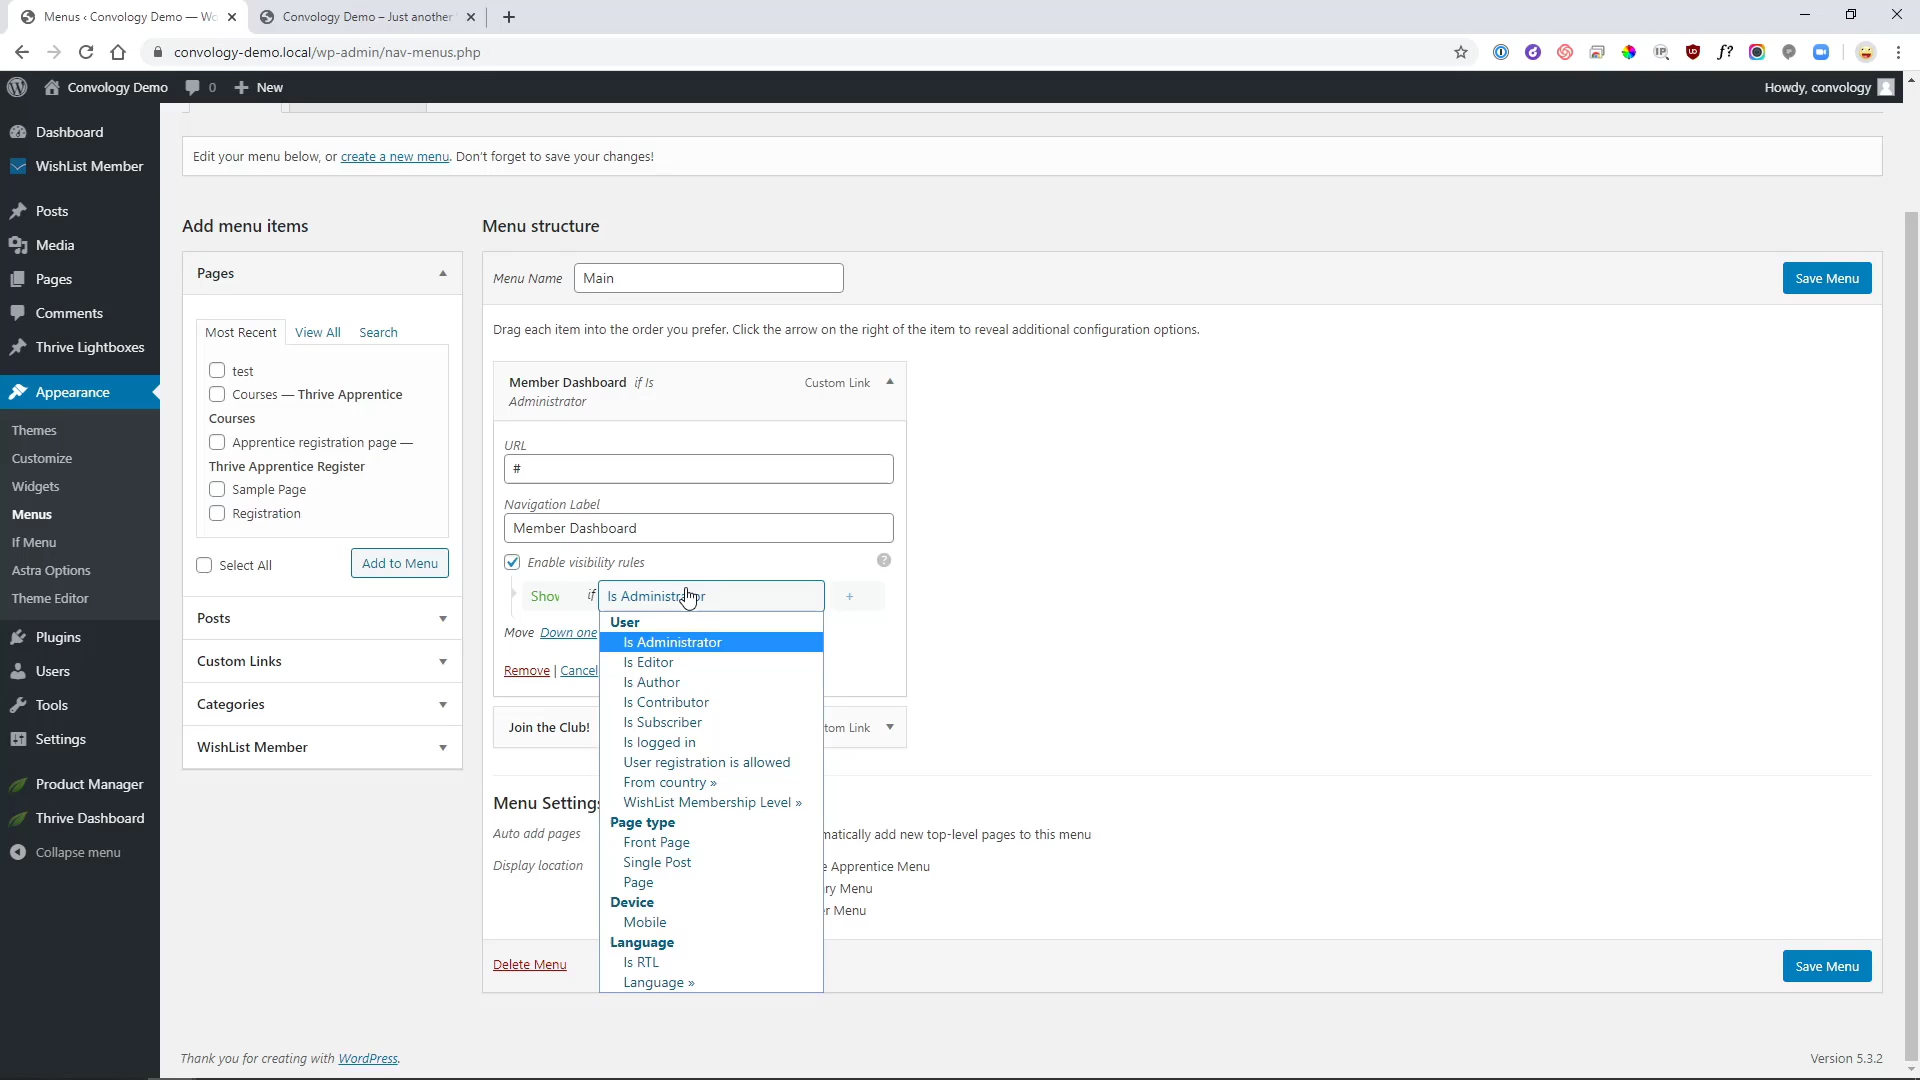 Menus ‹ Convology Demo — Wo
Convology Demo – Just another
convology-demo.local/wp-admin/nav-menus.php
Convology Demo
0
New
Howdy, convology
Dashboard
WishList Member
Posts
Media
Pages
Comments
Thrive Lightboxes
Appearance
Themes
Customize
Widgets
Menus
If Menu
Astra Options
Theme Editor
Plugins
Users
Tools
Settings
Product Manager
Thrive Dashboard
Collapse menu
Edit your menu below, or create a new menu. Don't forget to save your changes!
Add menu items
Pages
Most Recent View All Search
test
Courses — Thrive Apprentice
Courses
Apprentice registration page —
Thrive Apprentice Register
Sample Page
Registration
Select All
Add to Menu
Posts
Custom Links
Categories
WishList Member
Menu structure
Menu Name Main
Save Menu
Drag each item into the order you prefer. Click the arrow on the right of the item to reveal additional configuration options.
Member Dashboard if Is
Administrator
Custom Link
URL
#
Navigation Label
Member Dashboard
Enable visibility rules
?
Show if Is Administrator +
User
Is Administrator
Is Editor
Is Author
Is Contributor
Is Subscriber
Is logged in
User registration is allowed
From country »
WishList Membership Level »
Page type
Front Page
Single Post
Page
Device
Mobile
Language
Is RTL
Language »
Move Down one
Remove | Cancel
Join the Club!
tom Link
Menu Settings
Auto add pages
matically add new top-level pages to this menu
Display location
e Apprentice Menu
ry Menu
r Menu
Delete Menu
Save Menu
Thank you for creating with WordPress.
Version 5.3.2